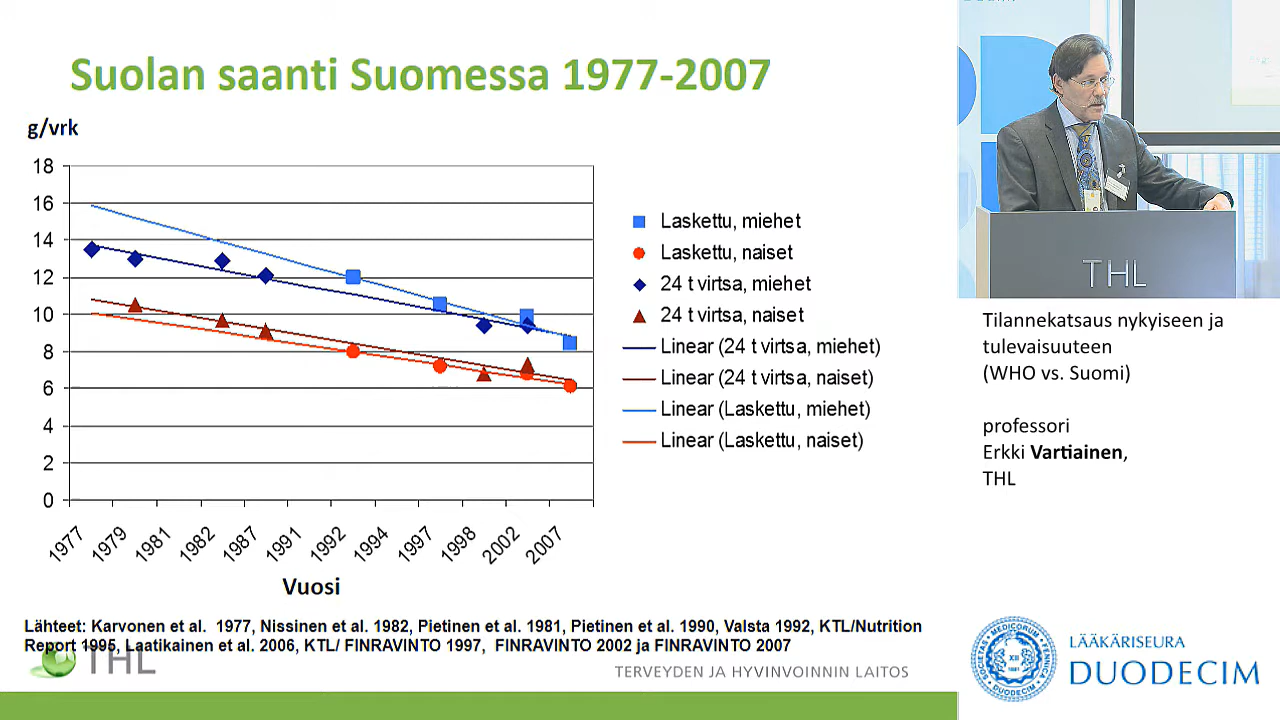 Suolan saanti Suomessa 1977-2007
g/vrk
18
16
14
12
10
8
6
4
2
0
1977
1979
1981
1982
1987
1991
1992
1994
1997
1998
2002
2007
Vuosi
Laskettu, miehet
Laskettu, naiset
24 t virtsa, miehet
24 t virtsa, naiset
Linear (24 t virtsa, miehet)
Linear (24 t virtsa, naiset)
Linear (Laskettu, miehet)
Linear (Laskettu, naiset)
Lähteet: Karvonen et al. 1977, Nissinen et al. 1982, Pietinen et al. 1981, Pietinen et al. 1990, Valsta 1992, KTL/Nutrition
Report 1995, Laatikainen et al. 2006, KTL/ FINRAVINTO 1997, FINRAVINTO 2002 ja FINRAVINTO 2007
THL
TERVEYDEN JA HYVINVOINNIN LAITOS
THL
Tilannekatsaus nykyiseen ja
tulevaisuuteen
(WHO vs. Suomi)
professori
Erkki Vartiainen,
THL
LÄÄKÄRISEURA
DUODECIM